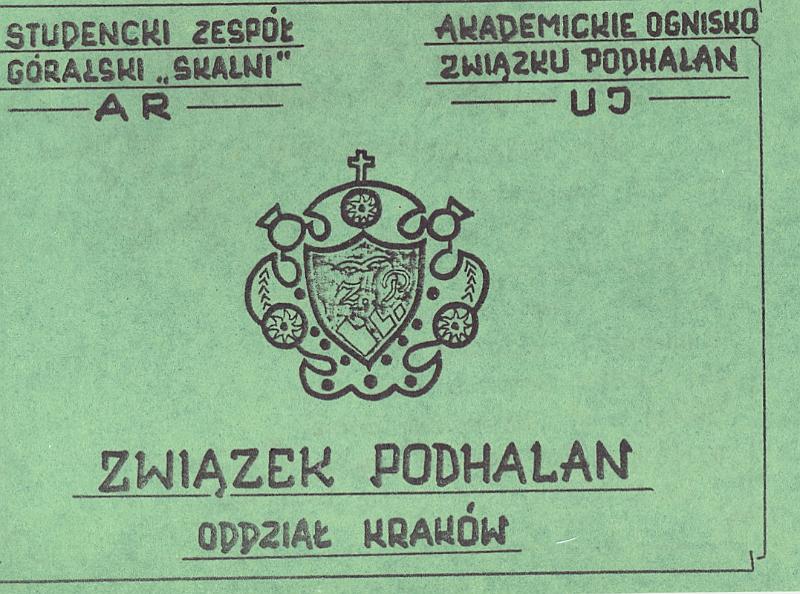 STUDENCKI ZESPÓŁ
GÓRALSKI „SKALNI”
AR
AKADEMICKIE OGNISKO
ZWIĄZKU PODHALAN
UJ
Z. P.
ZWIĄZEK PODHALAN
ODDZIAŁ KRAKÓW